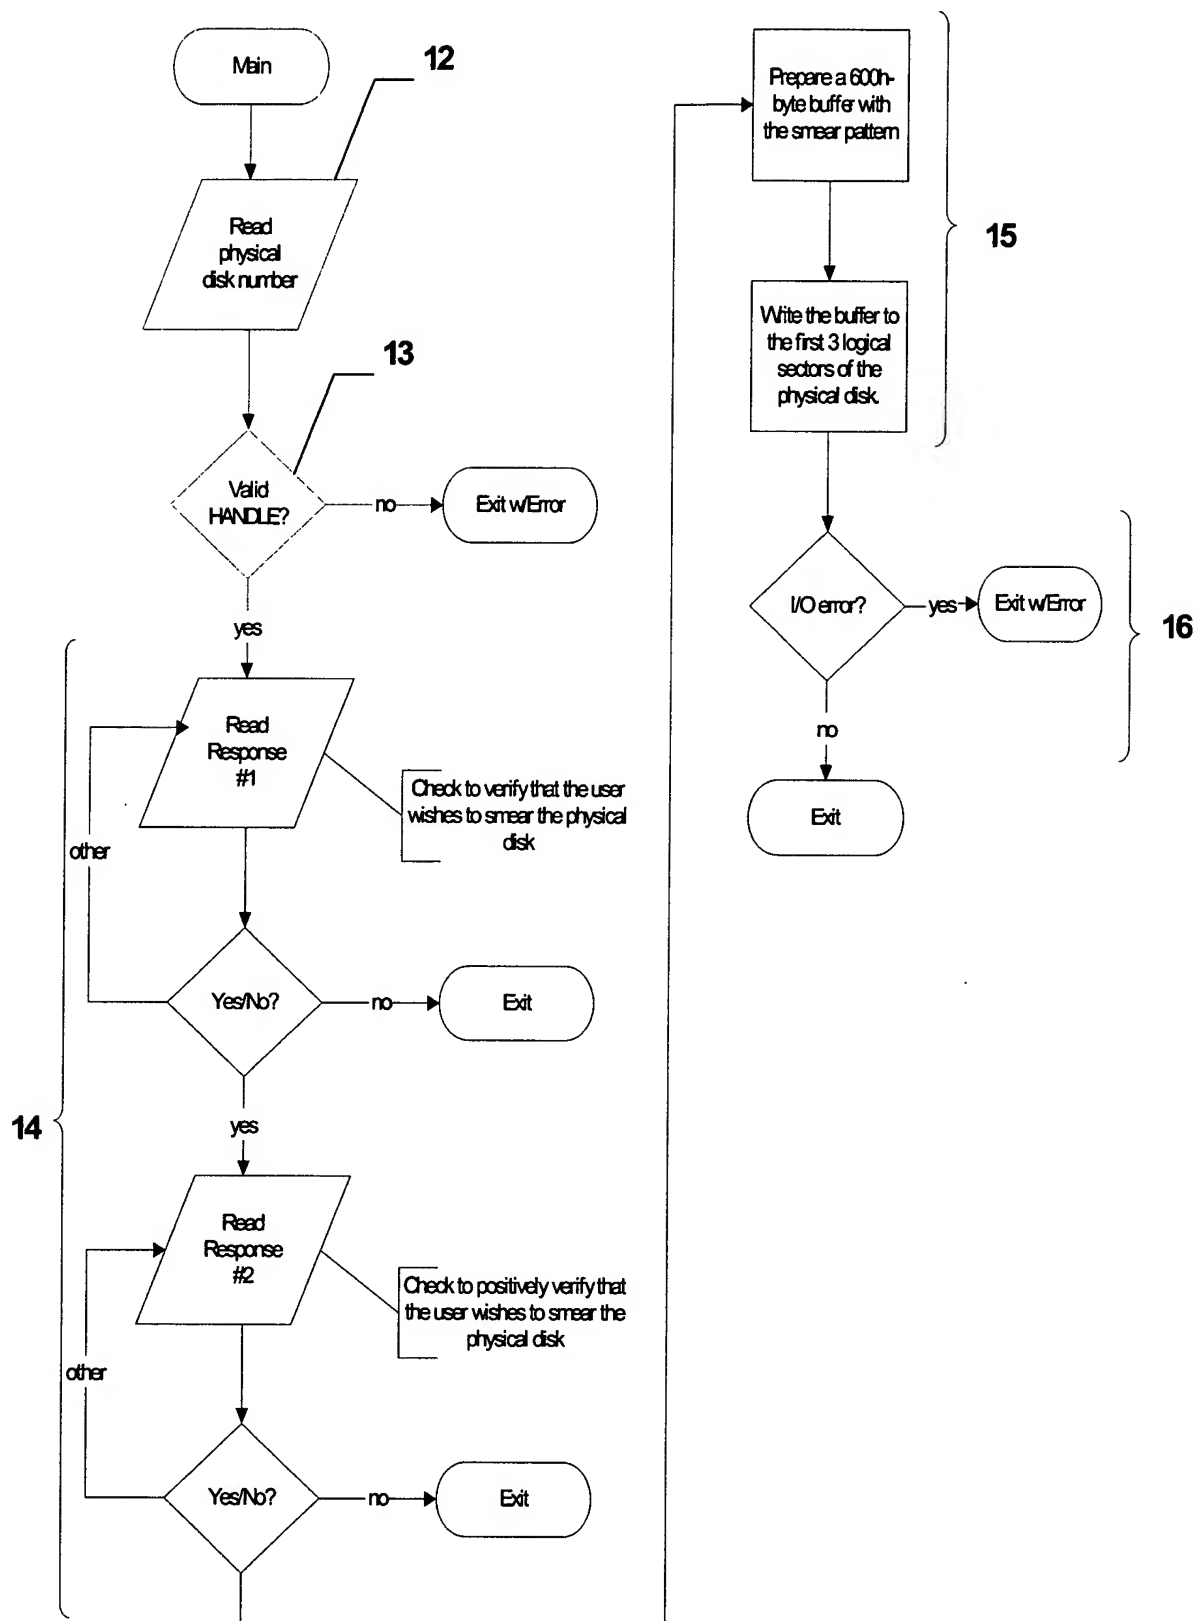 Main
12
Read
physical
disk number
13
Valid
HANDLE?
no
Exit w/Error
yes
Read
Response
#1
Check to verify that the user
wishes to smear the physical
disk
other
Yes/No?
no
Exit
14
yes
Read
Response
#2
Check to positively verify that
the user wishes to smear the
physical disk
other
Yes/No?
no
Exit
Prepare a 600h-
byte buffer with
the smear pattern
15
Write the buffer to
the first 3 logical
sectors of the
physical disk.
I/O error?
yes
Exit w/Error
16
no
Exit